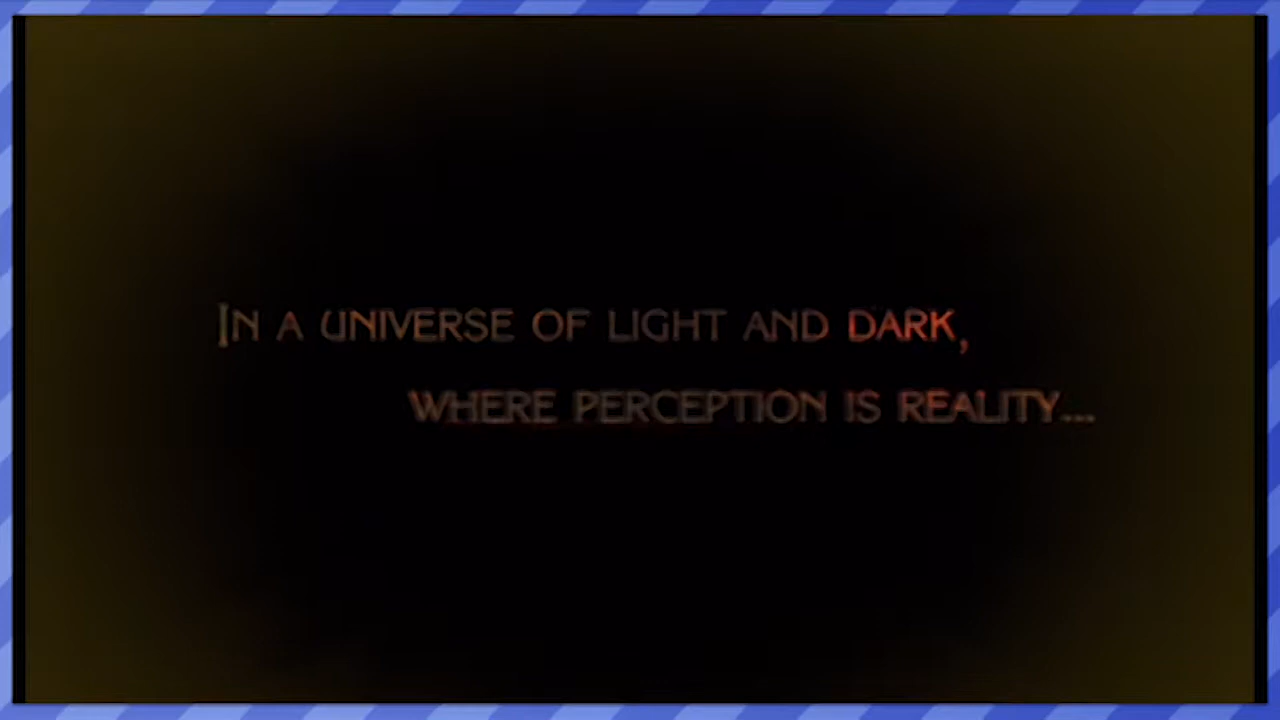 In a universe of light and dark,
where perception is reality...